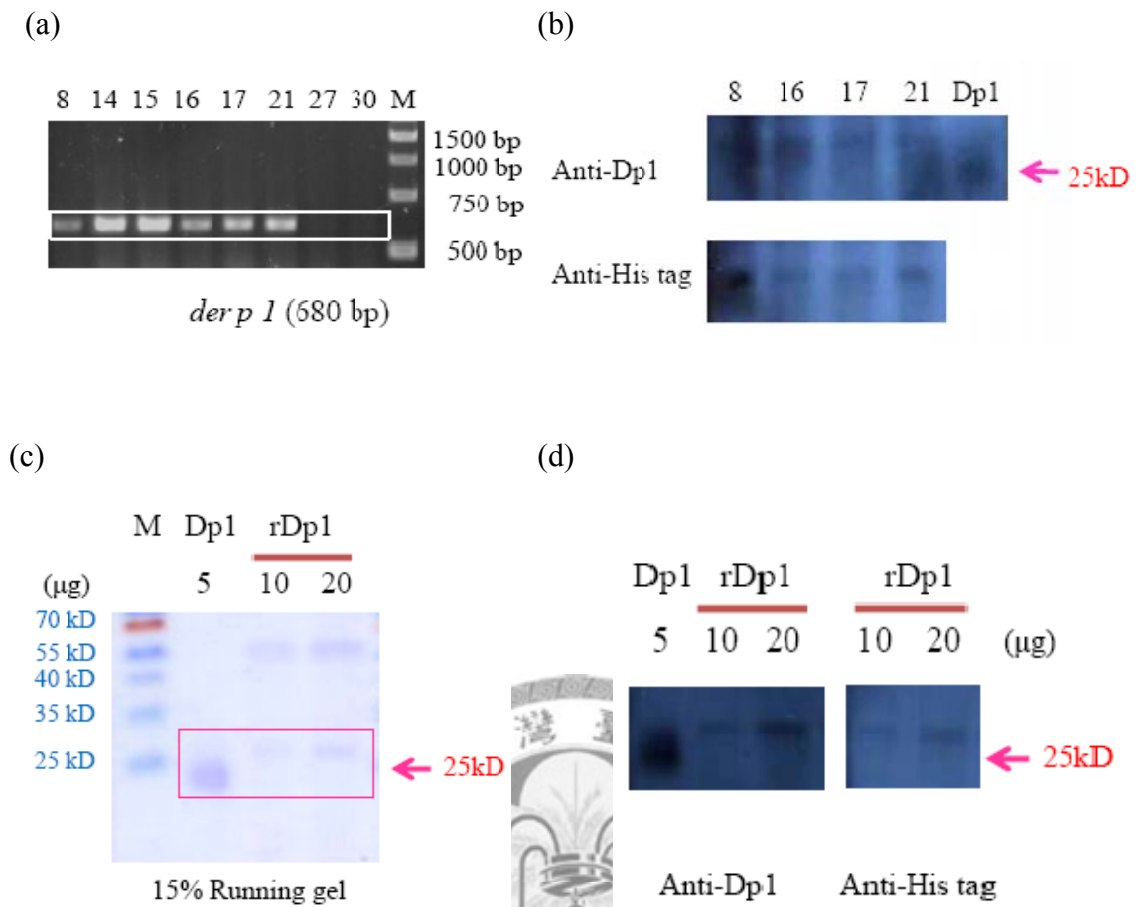 (a)
8 14 15 16 17 21 27 30 M
1500 bp
1000 bp
750 bp
500 bp
der p 1 (680 bp)
(b)
8 16 17 21 Dp1
Anti-Dp1
25kD
Anti-His tag
(c)
M Dp1 rDp1
(μg) 5 10 20
70 kD
55 kD
40 kD
35 kD
25 kD
25kD
15% Running gel
(d)
Dp1 rDp1 rDp1
5 10 20 10 20 (μg)
25kD
Anti-Dp1 Anti-His tag
灣